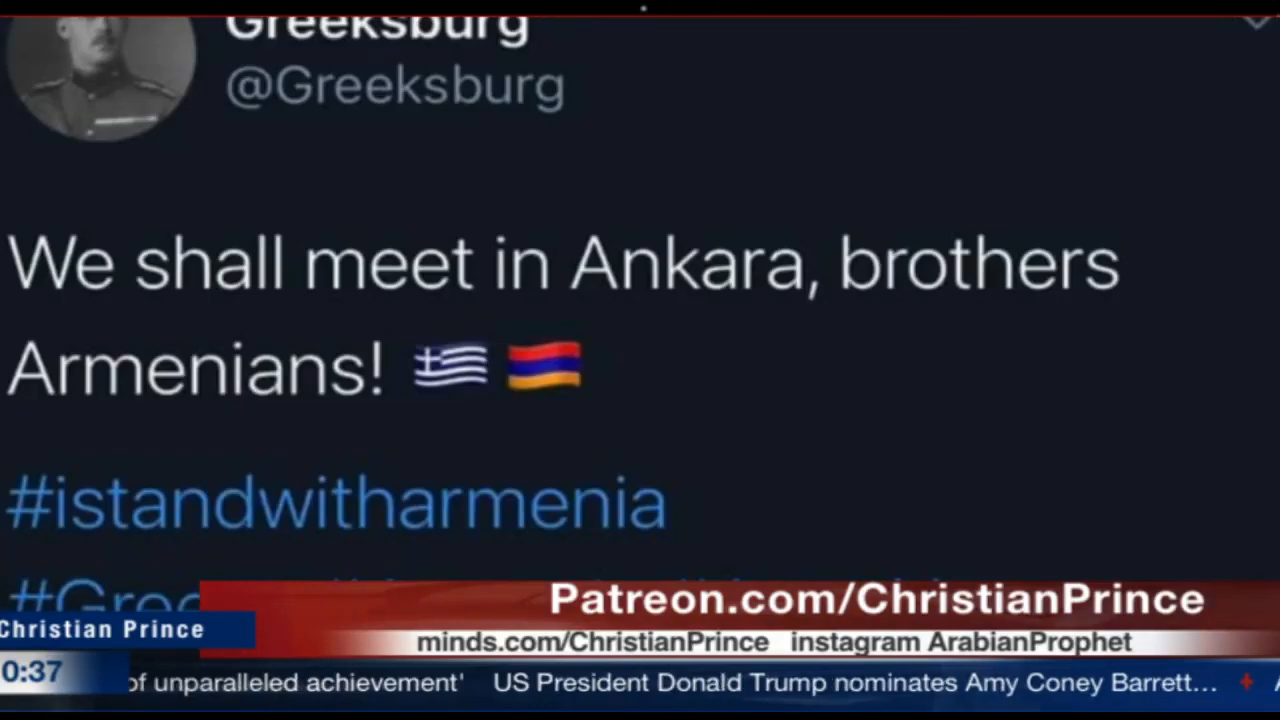 Greeksburg
@Greeksburg
We shall meet in Ankara, brothers
Armenians! 🇬🇷 🇦🇲
#istandwitharmenia
Patreon.com/ChristianPrince
Christian Prince
minds.com/ChristianPrince instagram ArabianProphet
0:37
of unparalleled achievement' US President Donald Trump nominates Amy Coney Barrett...